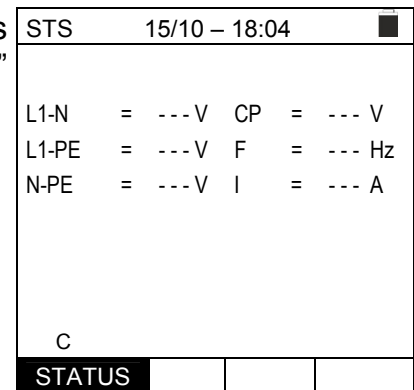 s
”
STS 15/10 – 18:04
L1-N = - - - V CP = - - - V
L1-PE = - - - V F = - - - Hz
N-PE = - - - V I = - - - A
C
STATUS